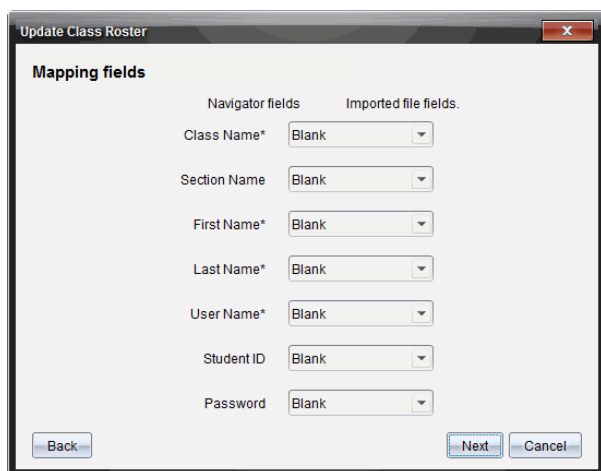 Update Class Roster
Mapping fields
Navigator fields Imported file fields.
Class Name* Blank
Section Name Blank
First Name* Blank
Last Name* Blank
User Name* Blank
Student ID Blank
Password Blank
Back Next Cancel